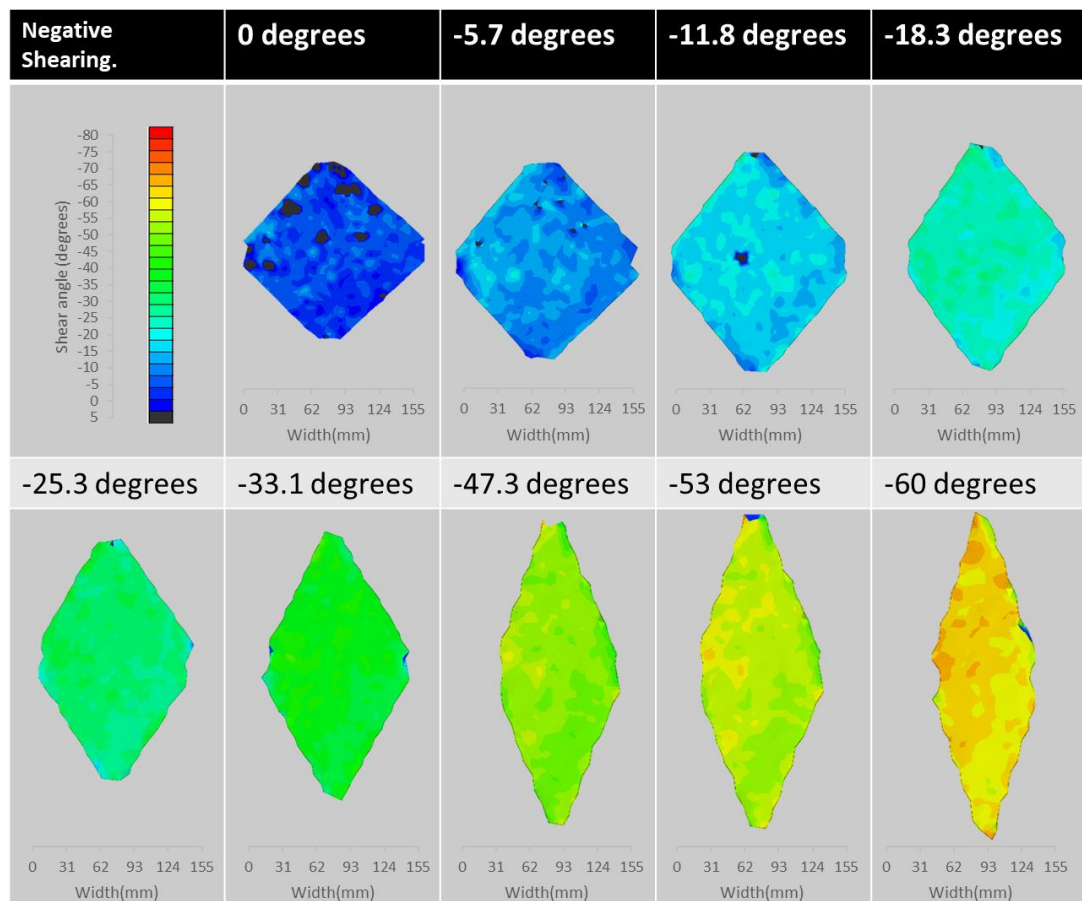 Negative
Shearing.
0 degrees
-5.7 degrees
-11.8 degrees
-18.3 degrees
Shear angle (degrees)
-80
-75
-70
-65
-60
-55
-50
-45
-40
-35
-30
-25
-20
-15
-10
-5
0
5
0 31 62 93 124 155
Width(mm)
0 31 62 93 124 155
Width(mm)
0 31 62 93 124 155
Width(mm)
0 31 62 93 124 155
Width(mm)
-25.3 degrees
-33.1 degrees
-47.3 degrees
-53 degrees
-60 degrees
0 31 62 93 124 155
Width(mm)
0 31 62 93 124 155
Width(mm)
0 31 62 93 124 155
Width(mm)
0 31 62 93 124 155
Width(mm)
0 31 62 93 124 155
Width(mm)